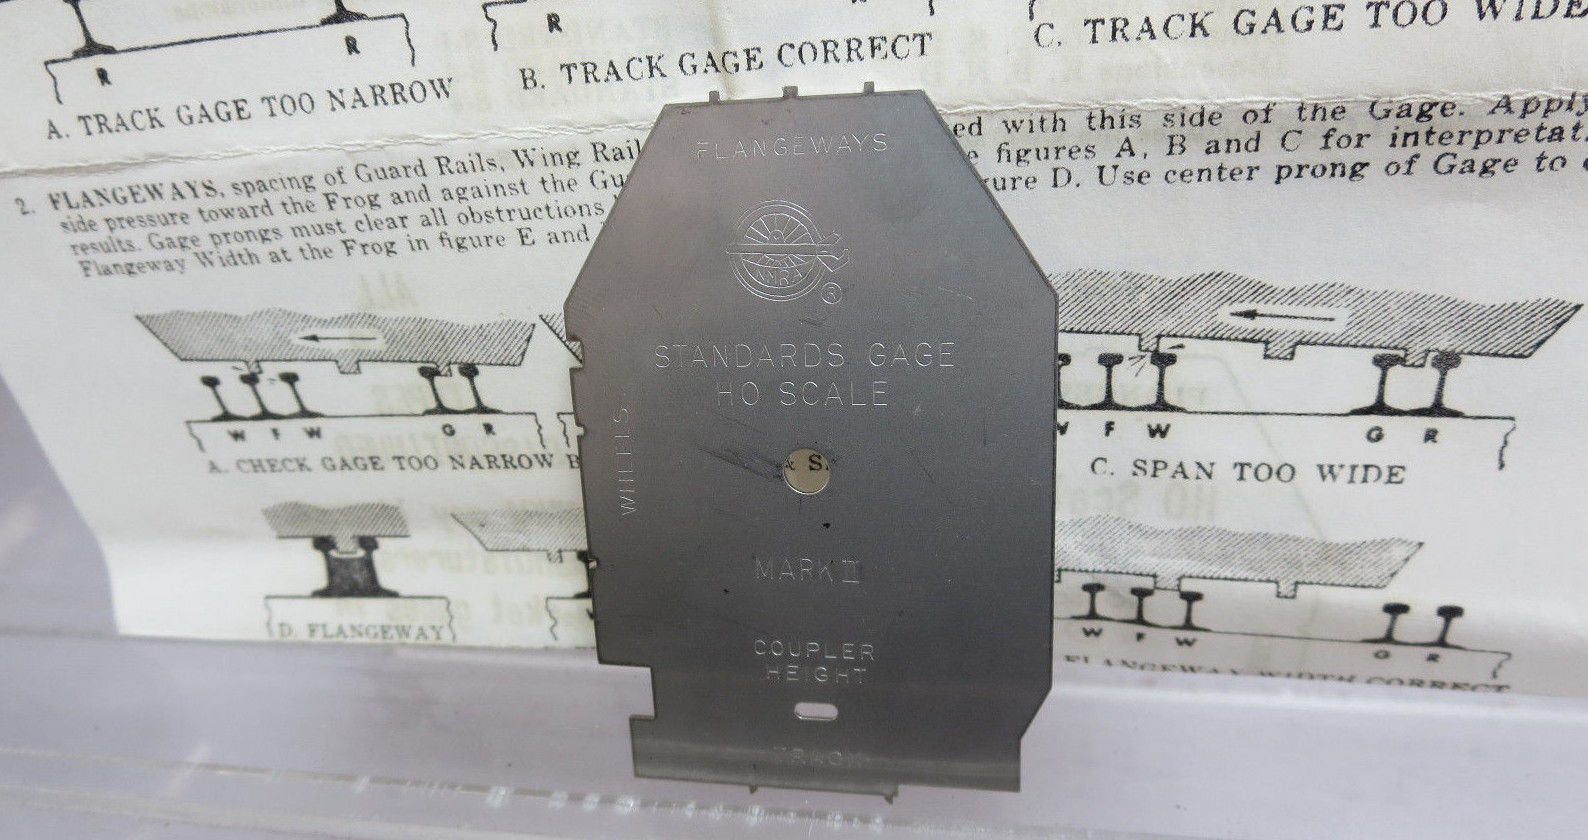 R
R
A. TRACK GAGE TOO NARROW
R
B. TRACK GAGE CORRECT
C. TRACK GAGE TOO WIDE
2. FLANGEWAYS, spacing of Guard Rails, Wing Rail
side pressure toward the Frog and against the Gu
results. Gage prongs must clear all obstructions
Flangeway Width at the Frog in figure E and
ed with this side of the Gage. Apply
e figures A, B and C for interpretat
ure D. Use center prong of Gage to
W F W G R
A. CHECK GAGE TOO NARROW B
F W G R
C. SPAN TOO WIDE
D. FLANGEWAY
W F W G R
FLANGEWAY WIDTH CORRECT
FLANGEWAYS
NMRA
®
STANDARDS GAGE
HO SCALE
WHEELS
& S.
MARK II
COUPLER
HEIGHT
TRACK